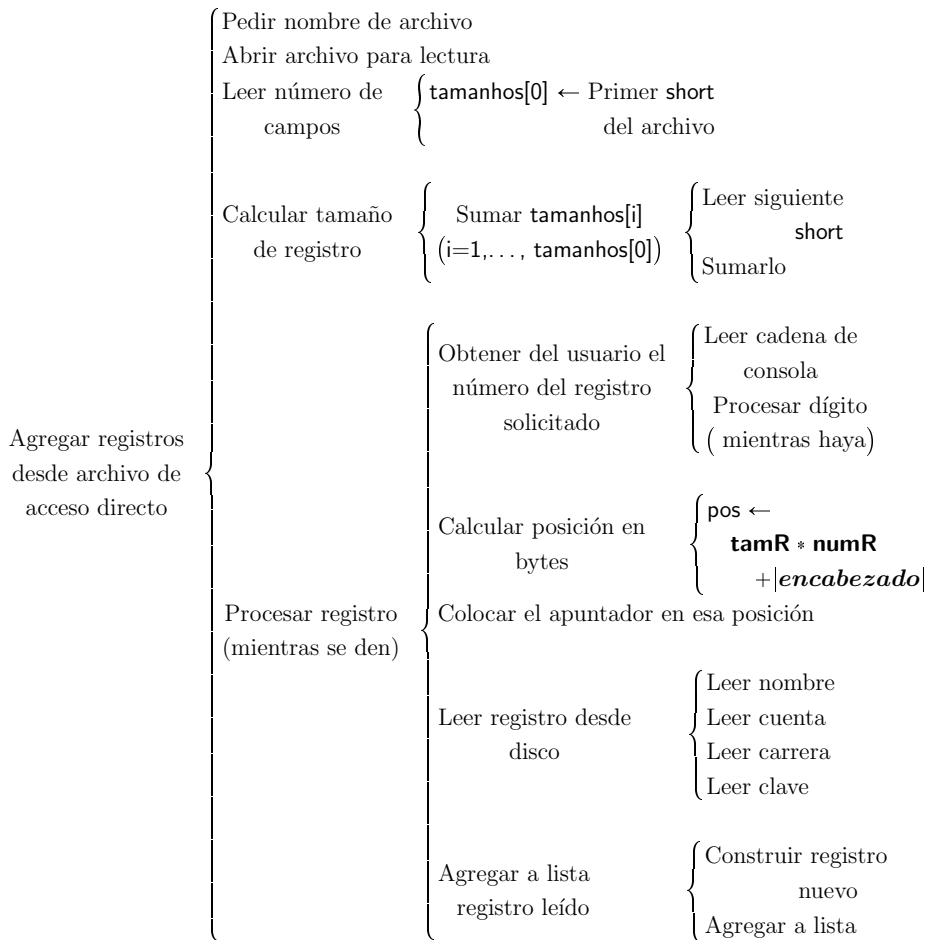 Agregar registros
desde archivo de
acceso directo
Pedir nombre de archivo
Abrir archivo para lectura
Leer número de
campos
tamanhos[0] ← Primer short
del archivo
Calcular tamaño
de registro
Sumar tamanhos[i]
(i=1,..., tamanhos[0])
Leer siguiente
short
Sumarlo
Procesar registro
(mientras se den)
Obtener del usuario el
número del registro
solicitado
Leer cadena de
consola
Procesar dígito
( mientras haya)
Calcular posición en
bytes
pos ←
tamR * numR
+|encabezado|
Colocar el apuntador en esa posición
Leer registro desde
disco
Leer nombre
Leer cuenta
Leer carrera
Leer clave
Agregar a lista
registro leído
Construir registro
nuevo
Agregar a lista